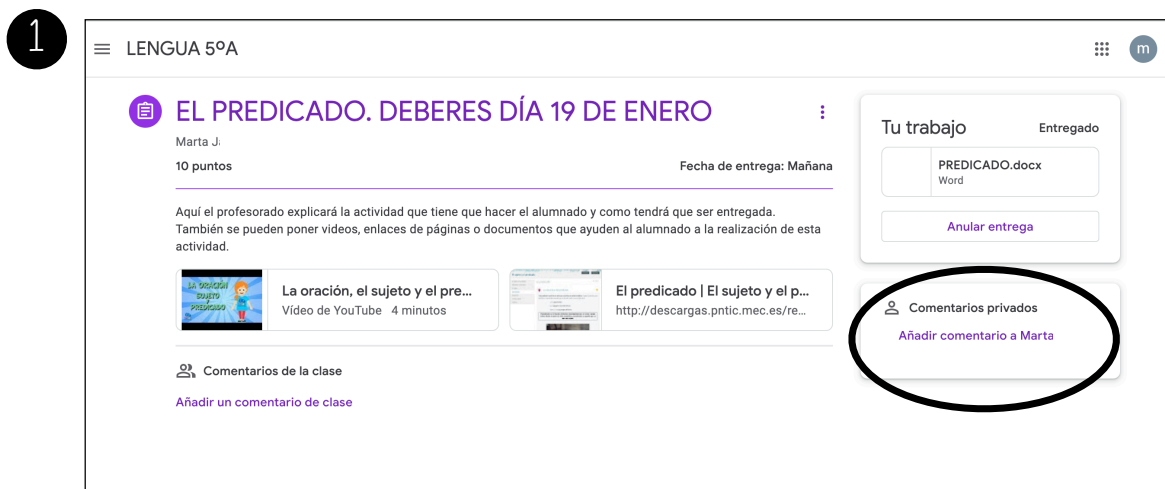 1
LENGUA 5ºA
m
EL PREDICADO. DEBERES DÍA 19 DE ENERO
Marta J
10 puntos
Fecha de entrega: Mañana
Aquí el profesorado explicará la actividad que tiene que hacer el alumnado y como tendrá que ser entregada.
También se pueden poner videos, enlaces de páginas o documentos que ayuden al alumnado a la realización de esta
actividad.
LA ORACIÓN
SUJETO
Y
PREDICADO
La oración, el sujeto y el pre...
Vídeo de YouTube 4 minutos
El predicado | El sujeto y el p...
http://descargas.pntic.mec.es/re...
Comentarios de la clase
Añadir un comentario de clase
Tu trabajo
Entregado
PREDICADO.docx
Word
Anular entrega
Comentarios privados
Añadir comentario a Marta